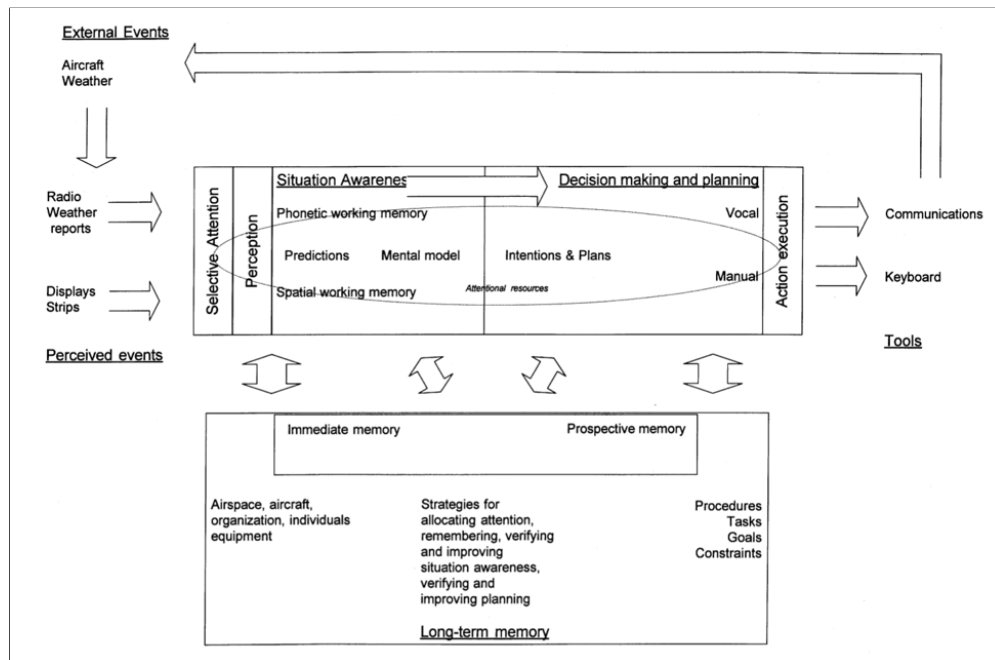 External Events
Aircraft
Weather
Radio
Weather
reports
Displays
Strips
Perceived events
Selective Attention
Perception
Situation Awarenes
Decision making and planning
Phonetic working memory
Vocal
Predictions
Mental model
Intentions & Plans
Manual
Spatial working memory
Attentional resources
Action execution
Communications
Keyboard
Tools
Immediate memory
Prospective memory
Airspace, aircraft,
organization, individuals
equipment
Strategies for
allocating attention,
remembering, verifying
and improving
situation awareness,
verifying and
improving planning
Procedures
Tasks
Goals
Constraints
Long-term memory